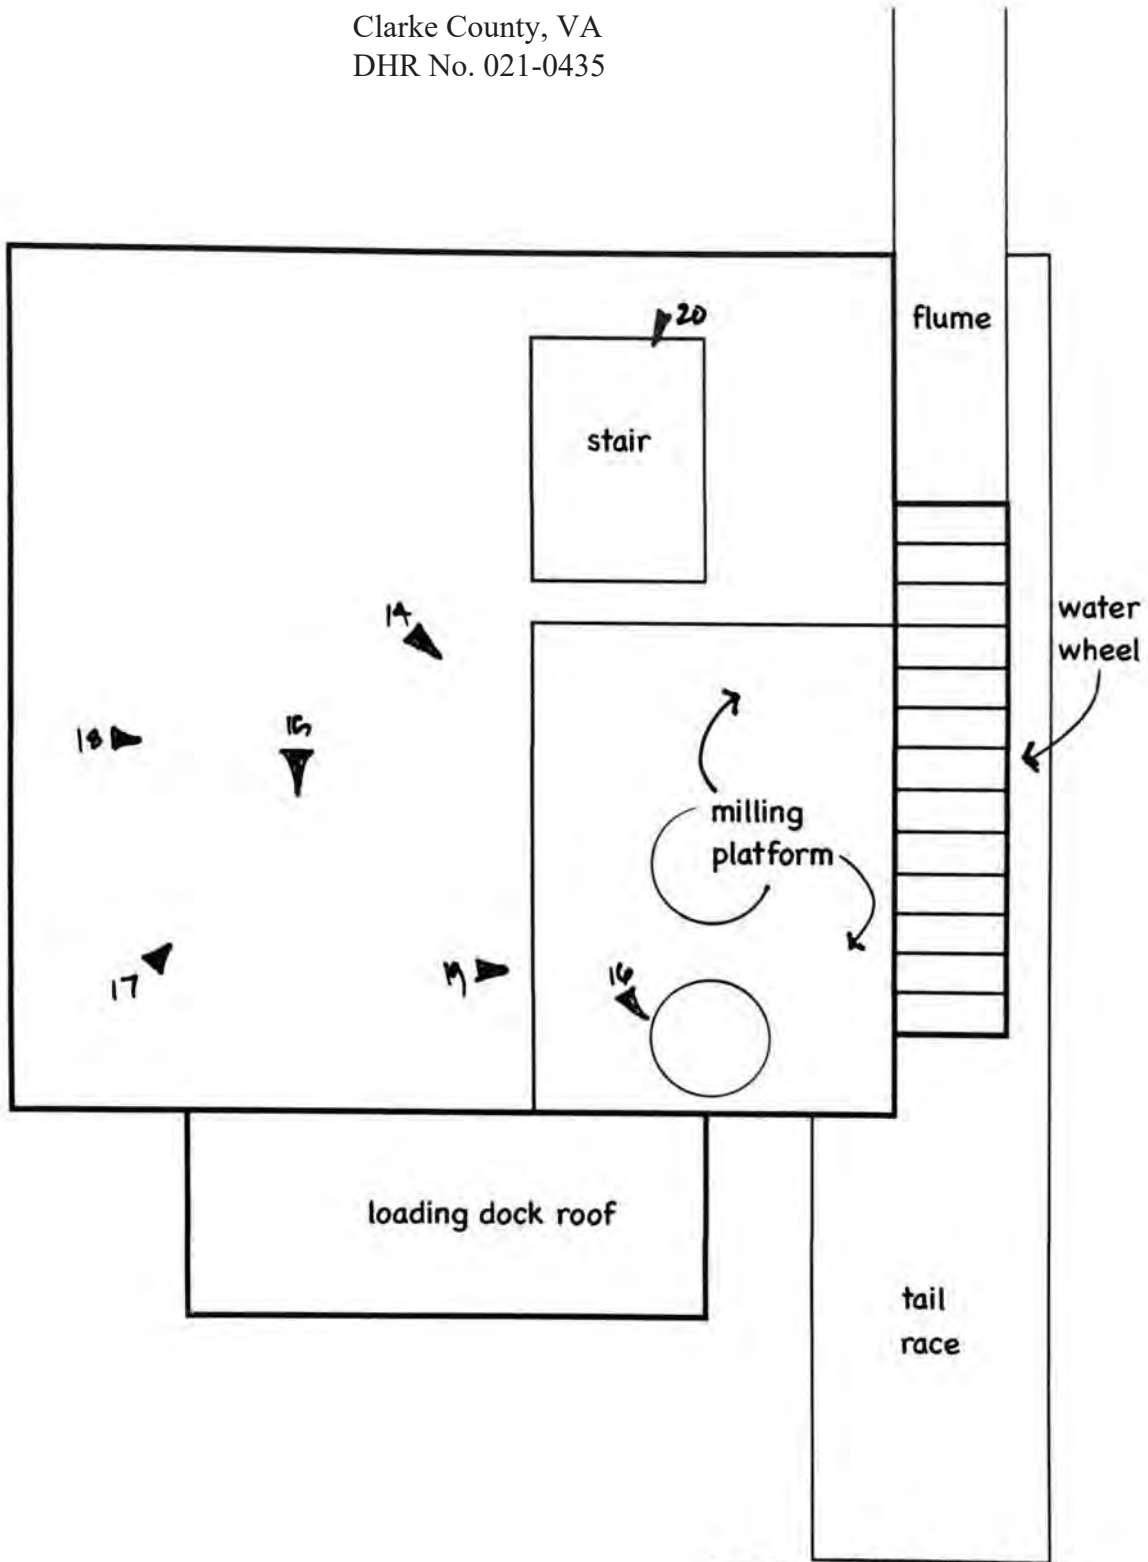 Clarke County, VA
DHR No. 021-0435
20
flume
stair
14
water
wheel
18
15
milling
platform
17
19
16
loading dock roof
tail
race